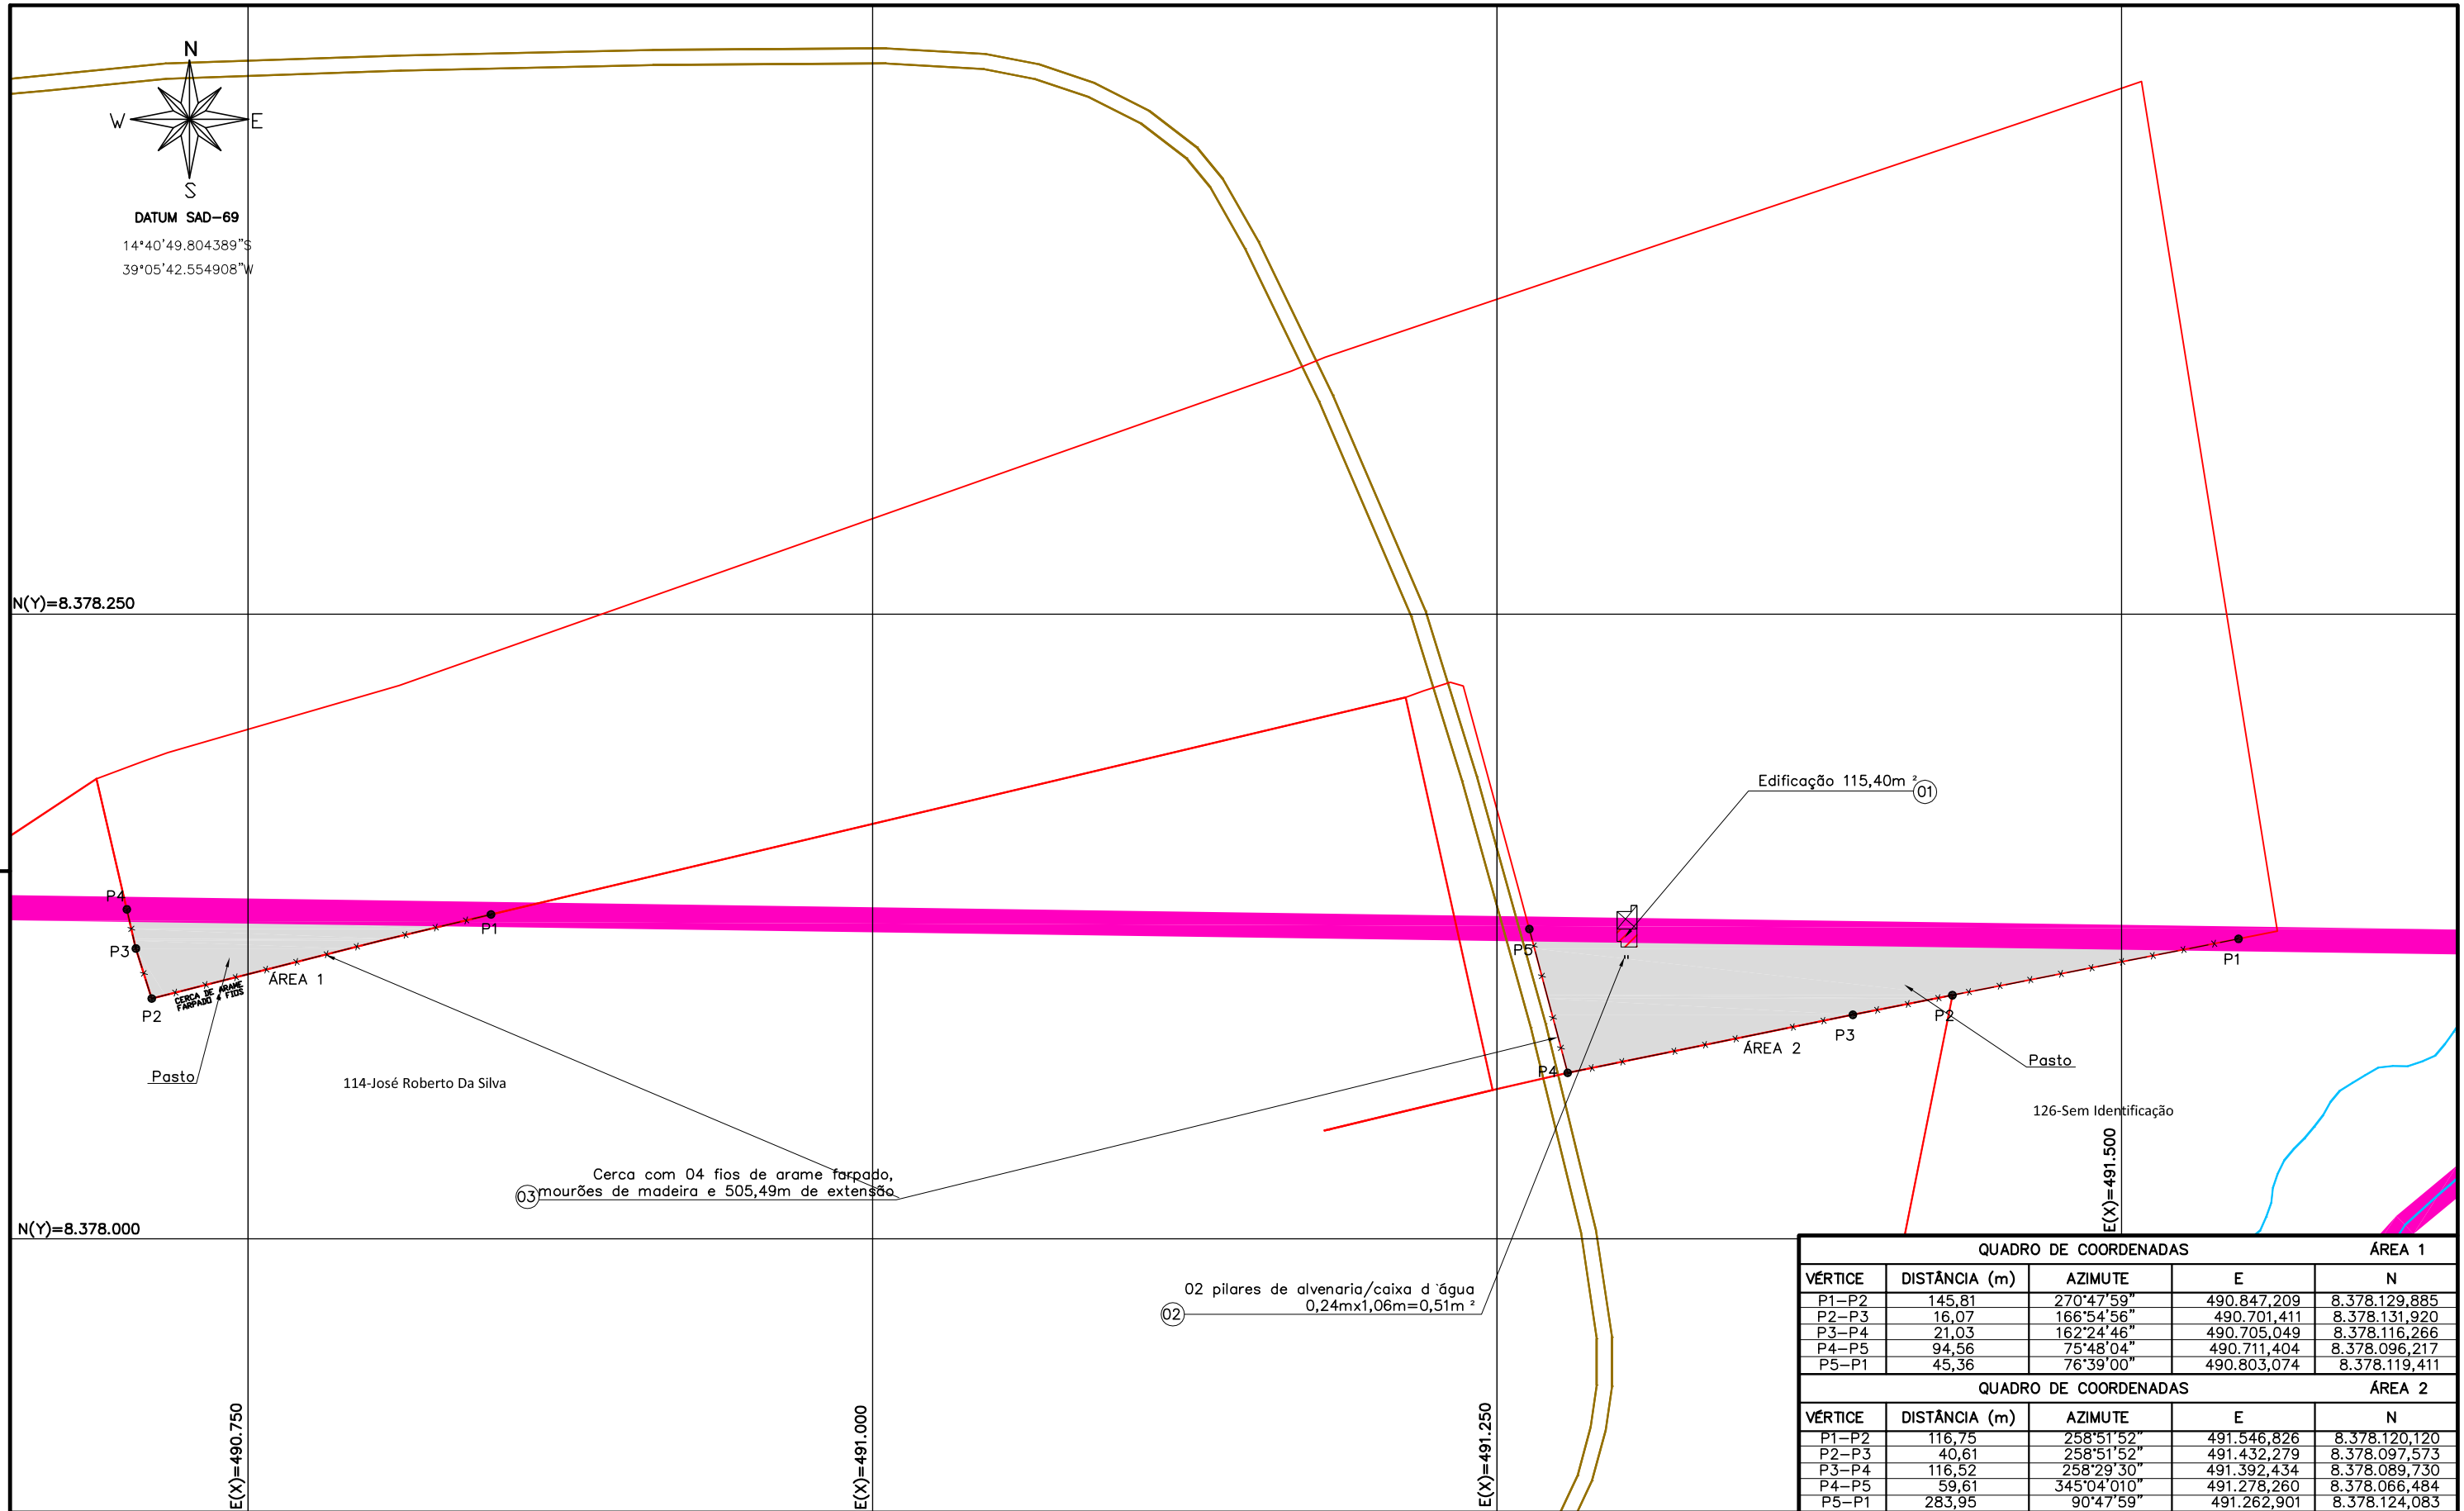 N
W E
S
DATUM SAD-69
14°40'49.804389"S
39°05'42.554908"W
N(Y)=8.378.250
Edificação 115,40m²
01
P4
P3
P2
P1
CERCA DE ARAME
FARPADO 4 FIOS
ÁREA 1
Pasto
114-José Roberto Da Silva
P5
P4
P3
P2
P1
ÁREA 2
Pasto
126-Sem Identificação
Cerca com 04 fios de arame farpado,
03 mourões de madeira e 505,49m de extensão
N(Y)=8.378.000
02 pilares de alvenaria/caixa d`água
02 0,24mx1,06m=0,51m²
E(X)=490.750
E(X)=491.000
E(X)=491.250
E(X)=491.500
QUADRO DE COORDENADAS ÁREA 1
VÉRTICE DISTÂNCIA (m) AZIMUTE E N
P1-P2 145,81 270°47'59" 490.847,209 8.378.129,885
P2-P3 16,07 166°54'56" 490.701,411 8.378.131,920
P3-P4 21,03 162°24'46" 490.705,049 8.378.116,266
P4-P5 94,56 75°48'04" 490.711,404 8.378.096,217
P5-P1 45,36 76°39'00" 490.803,074 8.378.119,411
QUADRO DE COORDENADAS ÁREA 2
VÉRTICE DISTÂNCIA (m) AZIMUTE E N
P1-P2 116,75 258°51'52" 491.546,826 8.378.120,120
P2-P3 40,61 258°51'52" 491.432,279 8.378.097,573
P3-P4 116,52 258°29'30" 491.392,434 8.378.089,730
P4-P5 59,61 345°04'010" 491.278,260 8.378.066,484
P5-P1 283,95 90°47'59" 491.262,901 8.378.124,083